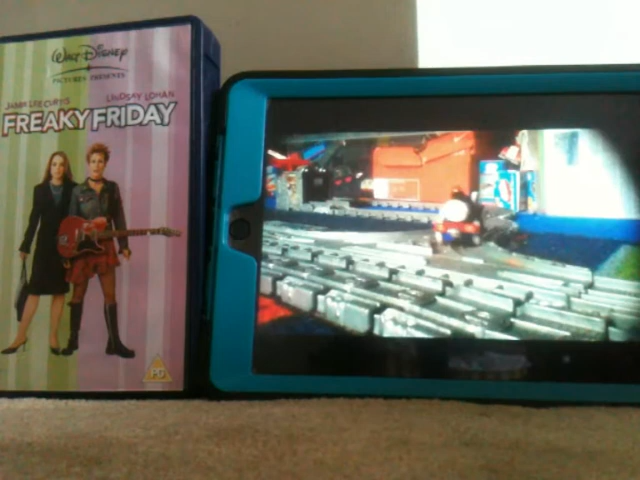 WALT DISNEY
PICTURES PRESENTS
JAMIE LEE CURTIS LINDSAY LOHAN
FREAKY FRIDAY
PG